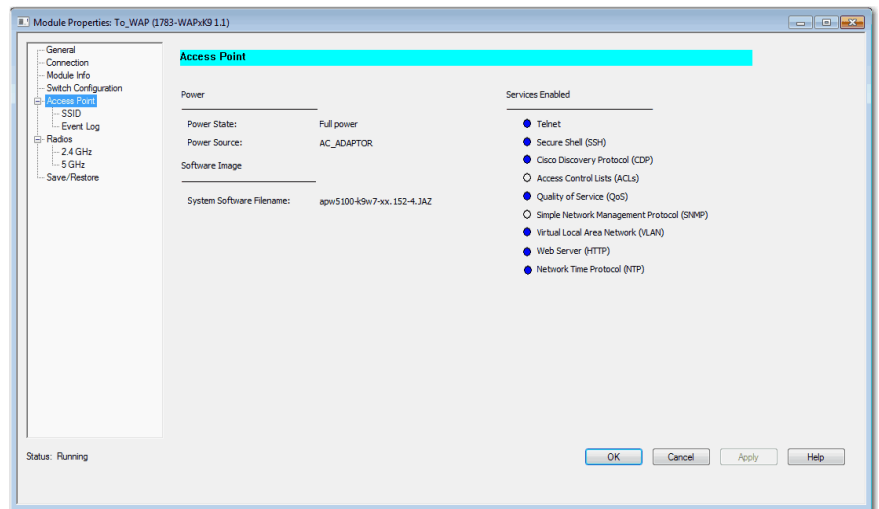 Module Properties: To_WAP (1783-WAPxK9 1.1)
General
Connection
Module Info
Switch Configuration
Access Point
SSID
Event Log
Radios
2.4 GHz
5 GHz
Save/Restore
Access Point
Power
Power State: Full power
Power Source: AC_ADAPTOR
Software Image
System Software Filename: apw5100-k9w7-xx.152-4.JAZ
Services Enabled
Telnet
Secure Shell (SSH)
Cisco Discovery Protocol (CDP)
Access Control Lists (ACLs)
Quality of Service (QoS)
Simple Network Management Protocol (SNMP)
Virtual Local Area Network (VLAN)
Web Server (HTTP)
Network Time Protocol (NTP)
Status: Running
OK Cancel Apply Help